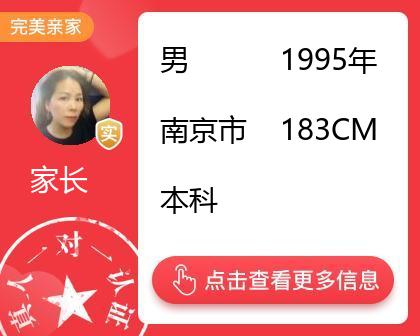 完美亲家
男 1995年
南京市 183CM
实
家长
本科
一对一认证
真人
点击查看更多信息